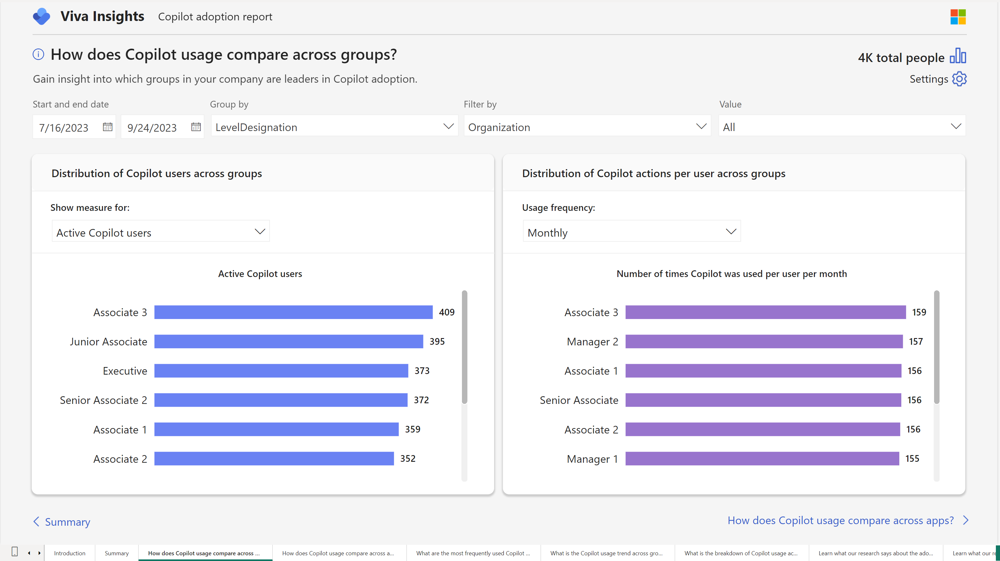 Viva Insights Copilot adoption report
How does Copilot usage compare across groups?
4K total people
Gain insight into which groups in your company are leaders in Copilot adoption.
Settings
Start and end date Group by Filter by Value
7/16/2023 9/24/2023 LevelDesignation Organization All
Distribution of Copilot users across groups
Show measure for:
Active Copilot users
Active Copilot users
Associate 3 409
Junior Associate 395
Executive 373
Senior Associate 2 372
Associate 1 359
Associate 2 352
Distribution of Copilot actions per user across groups
Usage frequency:
Monthly
Number of times Copilot was used per user per month
Associate 3 159
Manager 2 157
Associate 1 156
Senior Associate 156
Associate 2 156
Manager 1 155
Summary
How does Copilot usage compare across apps?
Introduction Summary How does Copilot usage compare across ... How does Copilot usage compare across a... What are the most frequently used Copilot ... What is the Copilot usage trend across gro... What is the breakdown of Copilot usage ac... Learn what our research says about the ado... Learn what our re